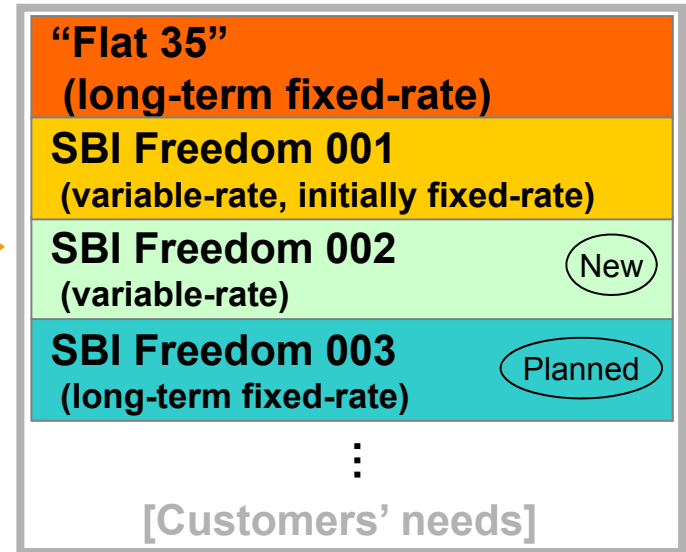 “Flat 35”
(long-term fixed-rate)
SBI Freedom 001
(variable-rate, initially fixed-rate)
SBI Freedom 002
New
(variable-rate)
SBI Freedom 003
Planned
(long-term fixed-rate)
⋮
[Customers’ needs]